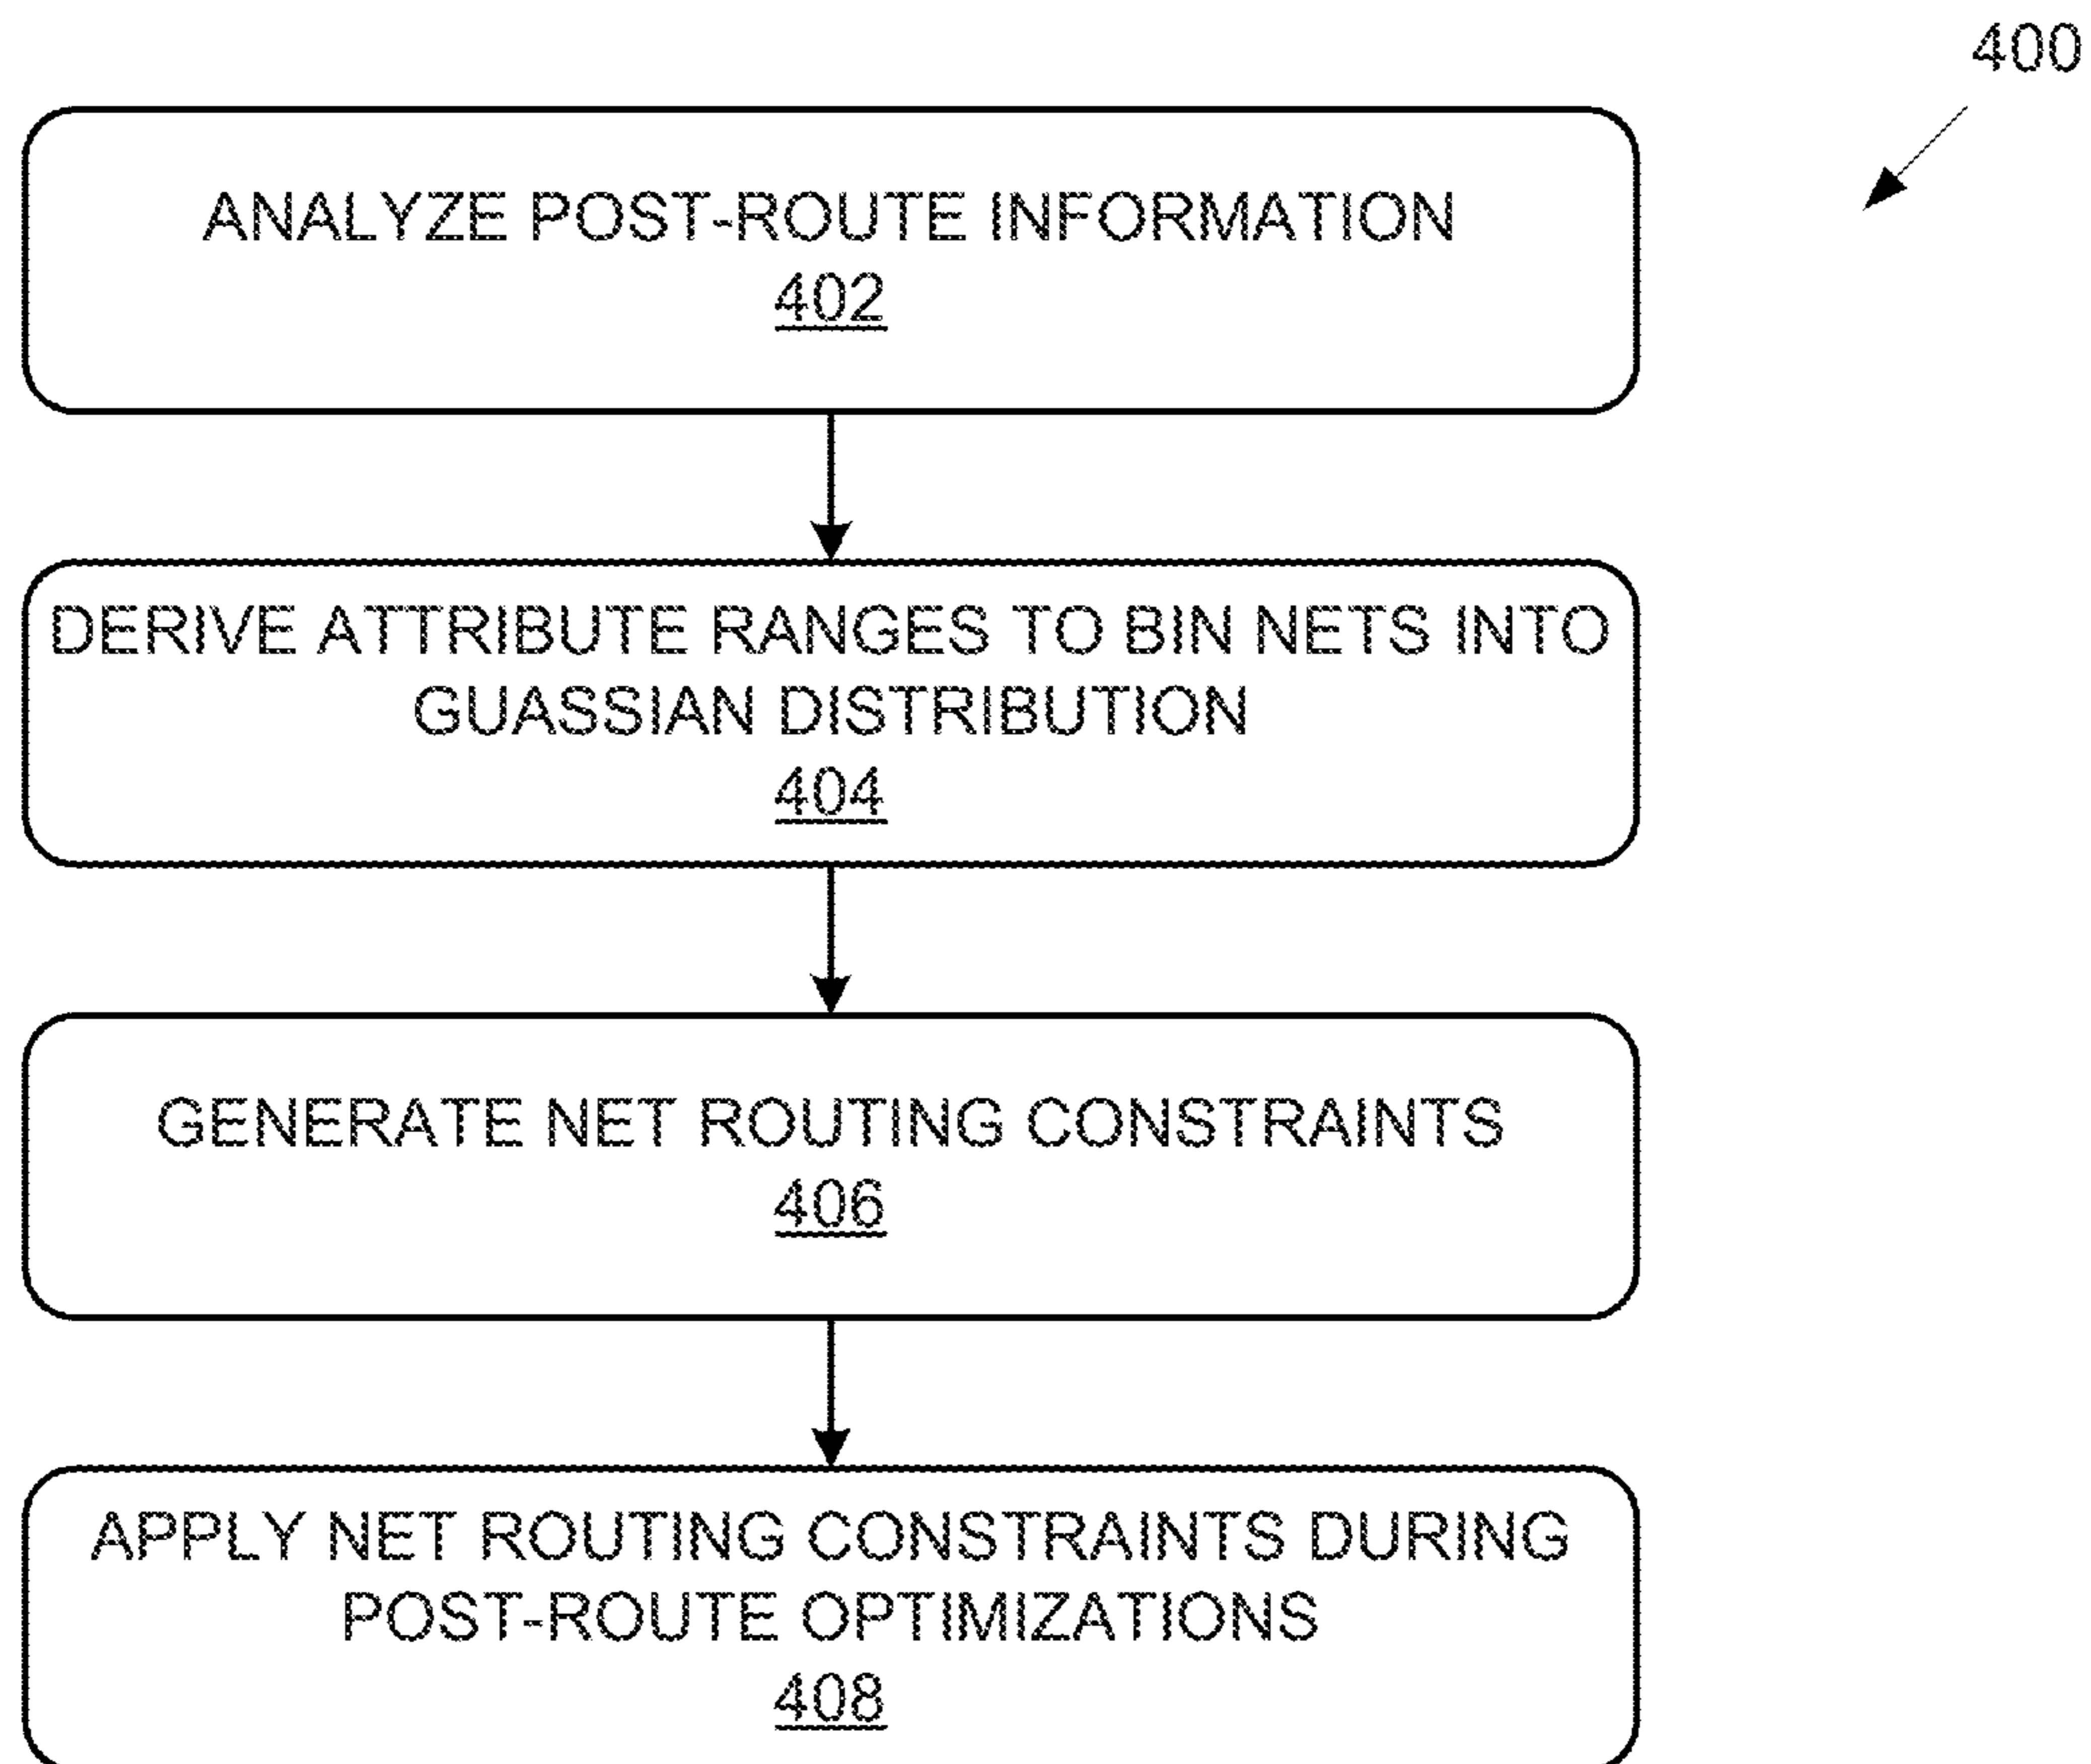 400
ANALYZE POST-ROUTE INFORMATION
402
DERIVE ATTRIBUTE RANGES TO BIN NETS INTO
GUASSIAN DISTRIBUTION
404
GENERATE NET ROUTING CONSTRAINTS
406
APPLY NET ROUTING CONSTRAINTS DURING
POST-ROUTE OPTIMIZATIONS
408